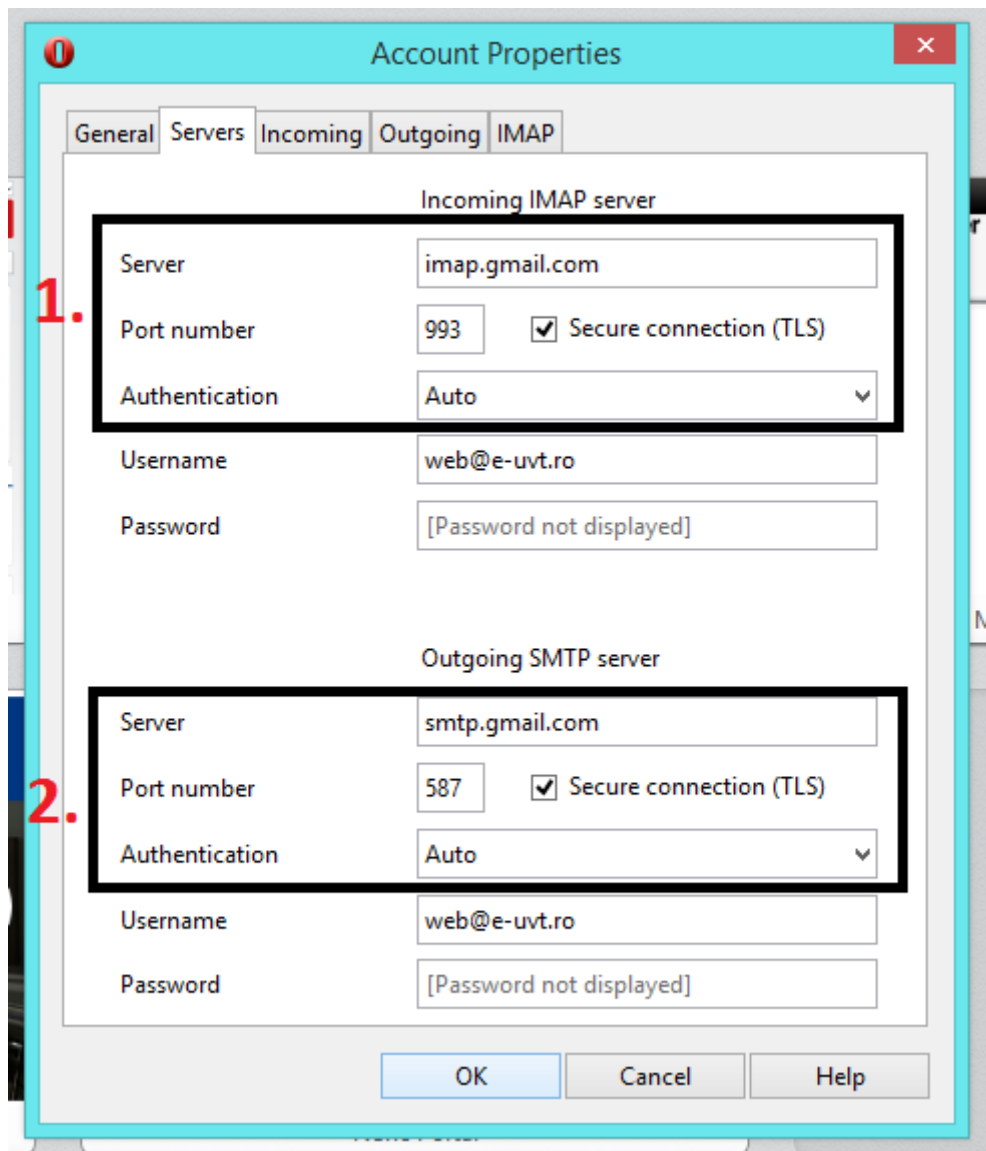 Account Properties
General Servers Incoming Outgoing IMAP
Incoming IMAP server
1.
Server imap.gmail.com
Port number 993 Secure connection (TLS)
Authentication Auto
Username web@e-uvt.ro
Password [Password not displayed]
Outgoing SMTP server
2.
Server smtp.gmail.com
Port number 587 Secure connection (TLS)
Authentication Auto
Username web@e-uvt.ro
Password [Password not displayed]
OK Cancel Help